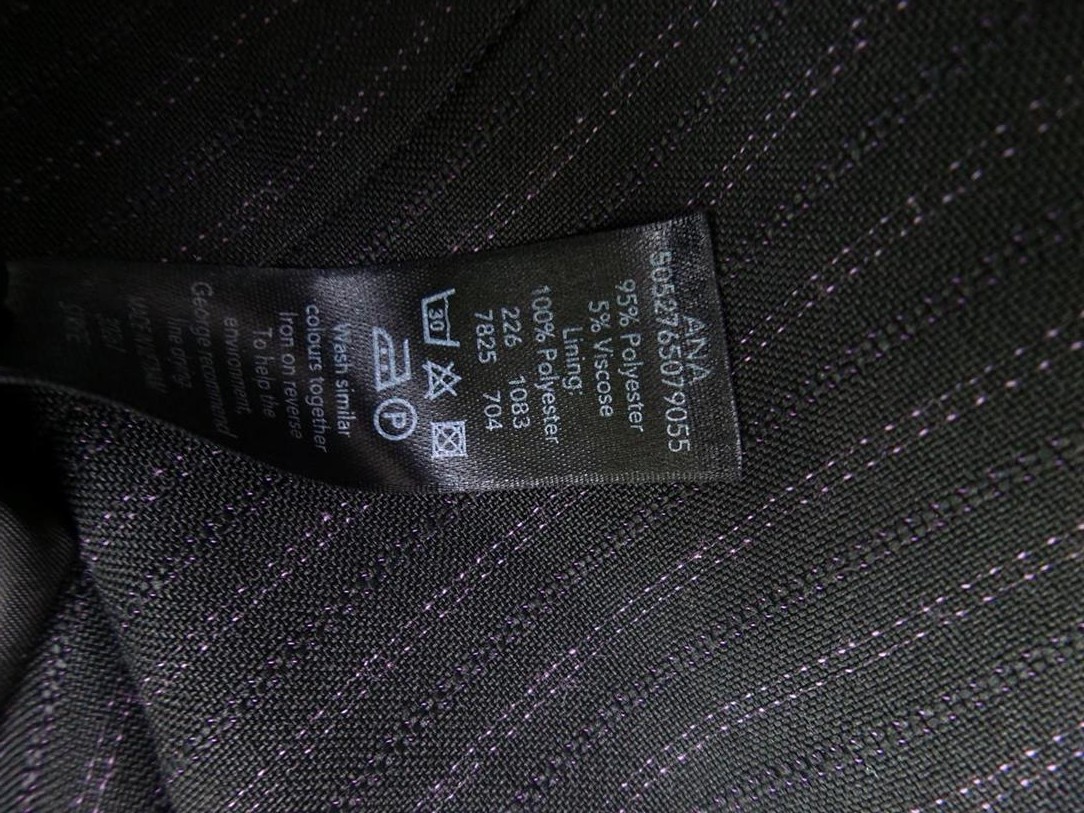 ANA
5052765079055
95% Polyester
5% Viscose
Lining:
100% Polyester
226 1083
7825 704
30
P
Wash similar
colours together
Iron on reverse
To help the
environment,
George recommend